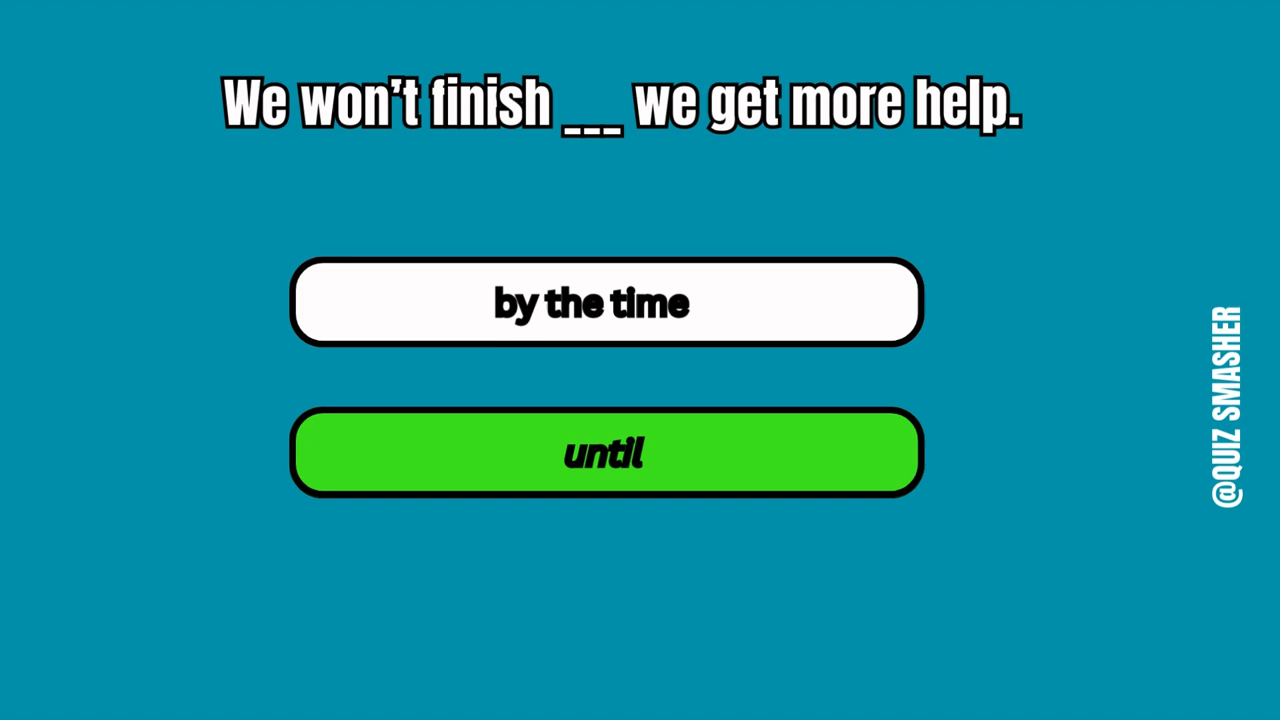 We won't finish ___ we get more help.
by the time
until
@QUIZ SMASHER